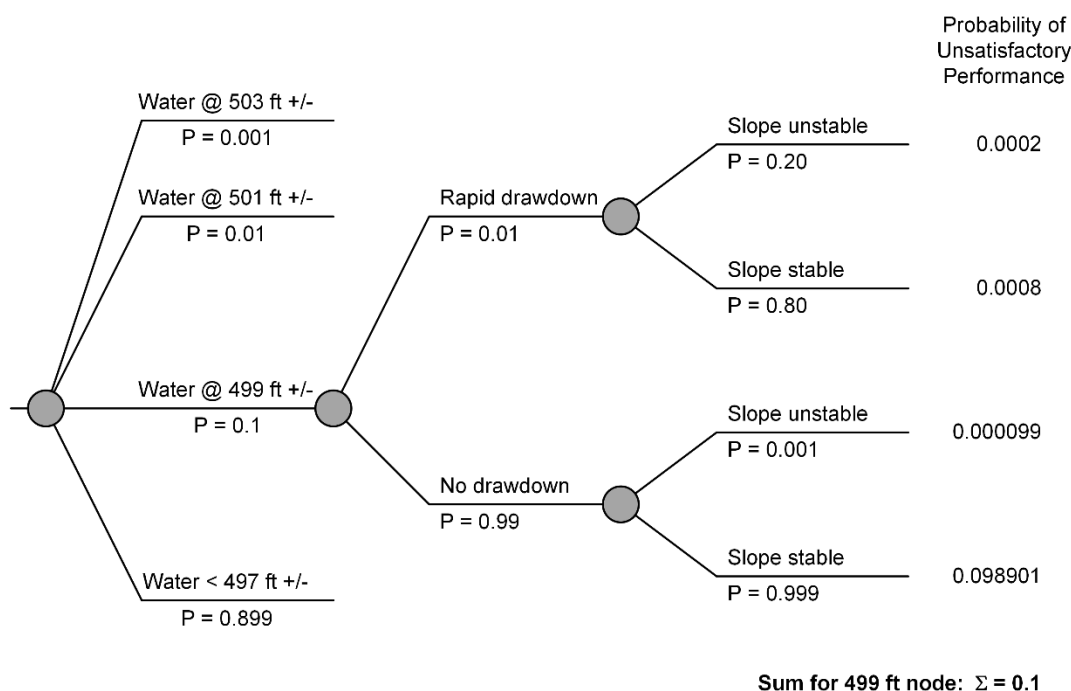 Probability of
Unsatisfactory
Performance
Water @ 503 ft +/-
P = 0.001
Water @ 501 ft +/-
P = 0.01
Water @ 499 ft +/-
P = 0.1
Water < 497 ft +/-
P = 0.899
Rapid drawdown
P = 0.01
No drawdown
P = 0.99
Slope unstable
P = 0.20
0.0002
Slope stable
P = 0.80
0.0008
Slope unstable
P = 0.001
0.000099
Slope stable
P = 0.999
0.098901
Sum for 499 ft node: Σ = 0.1